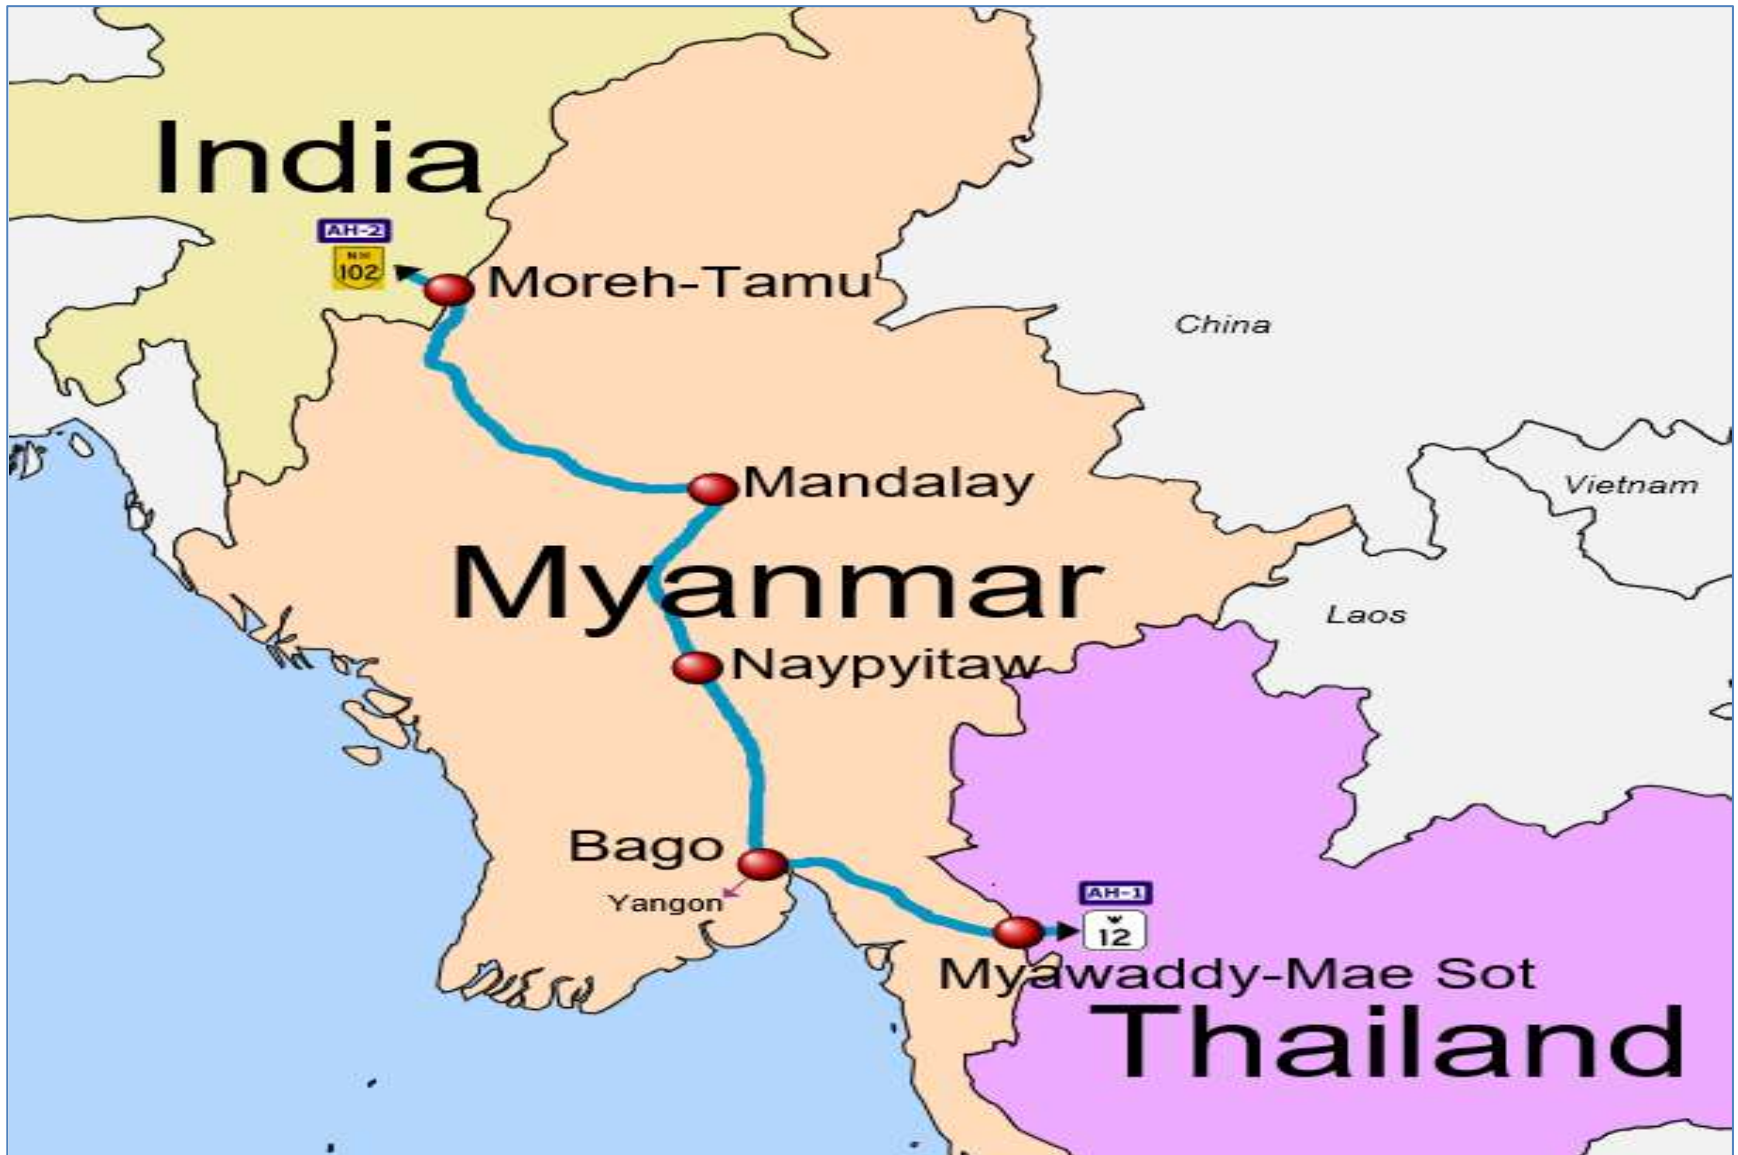 India
AH-2
NH
102
Moreh-Tamu
China
Mandalay
Vietnam
Myanmar
Laos
Naypyitaw
Bago
Yangon
AH-1
12
Myawaddy-Mae Sot
Thailand